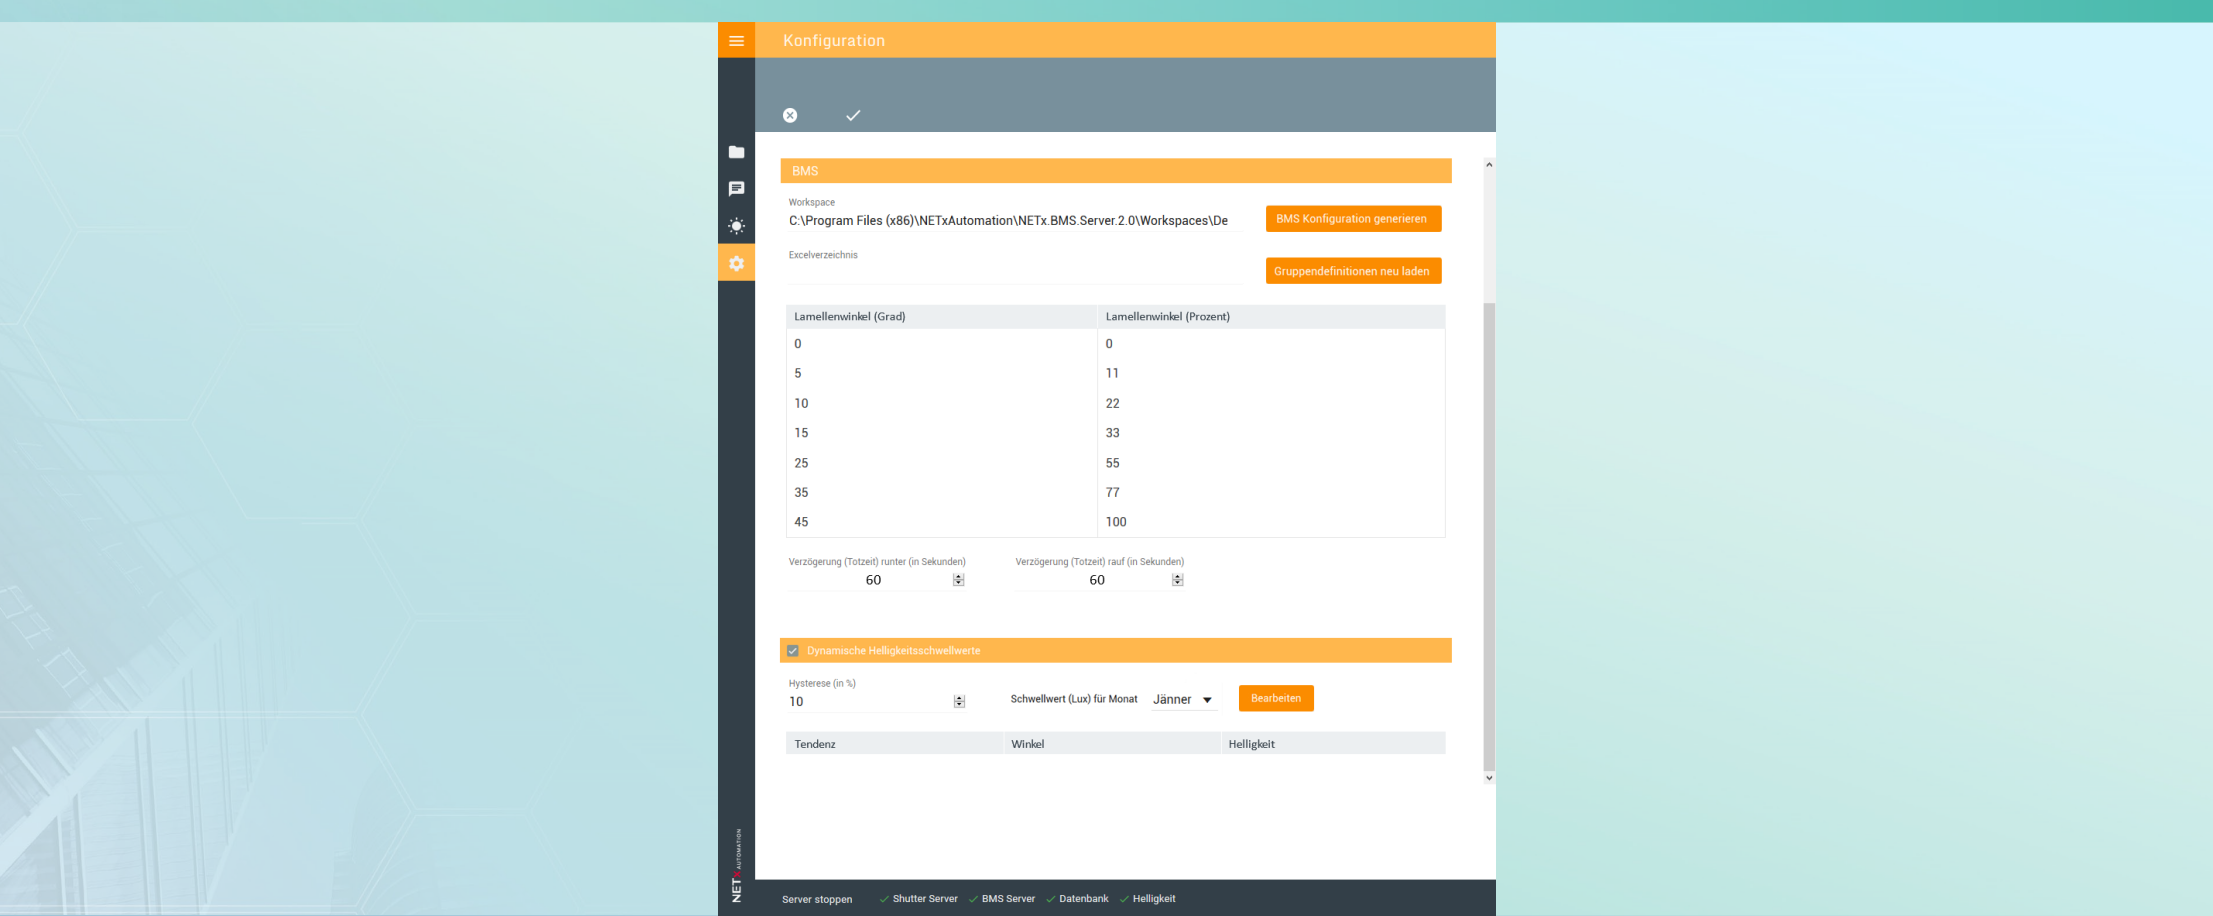 Konfiguration
BMS
Workspace
C:\Program Files (x86)\NETxAutomation\NETx.BMS.Server.2.0\Workspaces\De
BMS Konfiguration generieren
Excelverzeichnis
Gruppendefinitionen neu laden
Lamellenwinkel (Grad) Lamellenwinkel (Prozent)
0 0
5 11
10 22
15 33
25 55
35 77
45 100
Verzögerung (Totzeit) runter (in Sekunden) Verzögerung (Totzeit) rauf (in Sekunden)
60 60
Dynamische Helligkeitsschwellwerte
Hysterese (in %)
10 Schwellwert (Lux) für Monat Jänner Bearbeiten
Tendenz Winkel Helligkeit
NETx AUTOMATION
Server stoppen Shutter Server BMS Server Datenbank Helligkeit